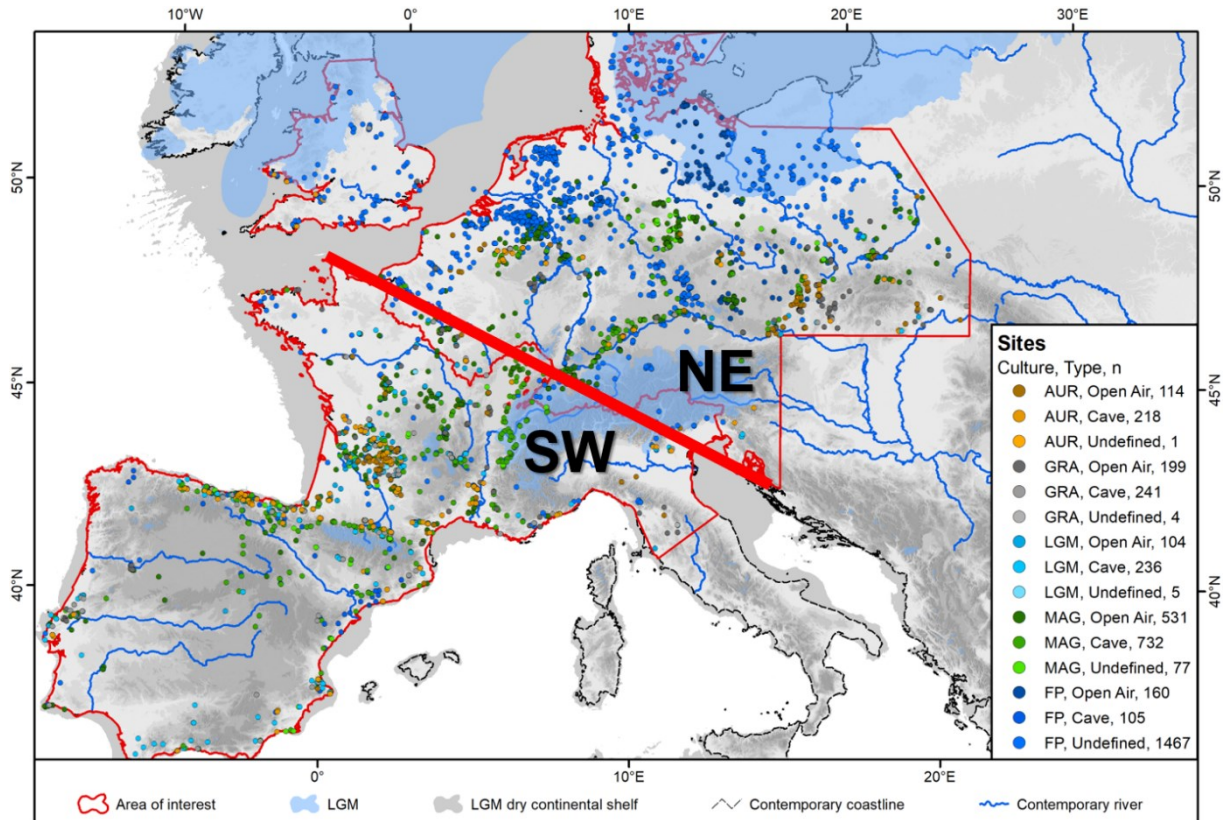 10°W 0° 10°E 20°E 30°E
50°N
50°N
45°N
45°N
40°N
40°N
NE
SW
Sites
Culture, Type, n
AUR, Open Air, 114
AUR, Cave, 218
AUR, Undefined, 1
GRA, Open Air, 199
GRA, Cave, 241
GRA, Undefined, 4
LGM, Open Air, 104
LGM, Cave, 236
LGM, Undefined, 5
MAG, Open Air, 531
MAG, Cave, 732
MAG, Undefined, 77
FP, Open Air, 160
FP, Cave, 105
FP, Undefined, 1467
0° 10°E 20°E
Area of interest LGM LGM dry continental shelf Contemporary coastline Contemporary river